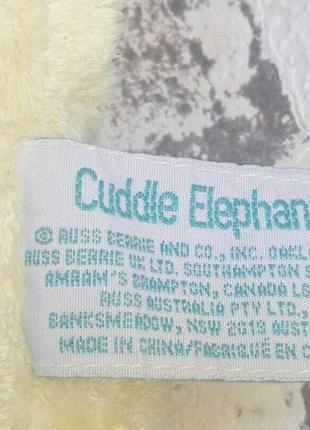 Cuddle Elephan
© RUSS BERRIE AND CO., INC. OAKL
RUSS BERRIE UK LTD. SOUTHAMPTON S
AMRAM'S BRAMPTON, CANADA L6
RUSS AUSTRALIA PTY LTD.,
BANKSMEADOW, NSW 2019 AUST
MADE IN CHINA/FABRIQUÉ EN C